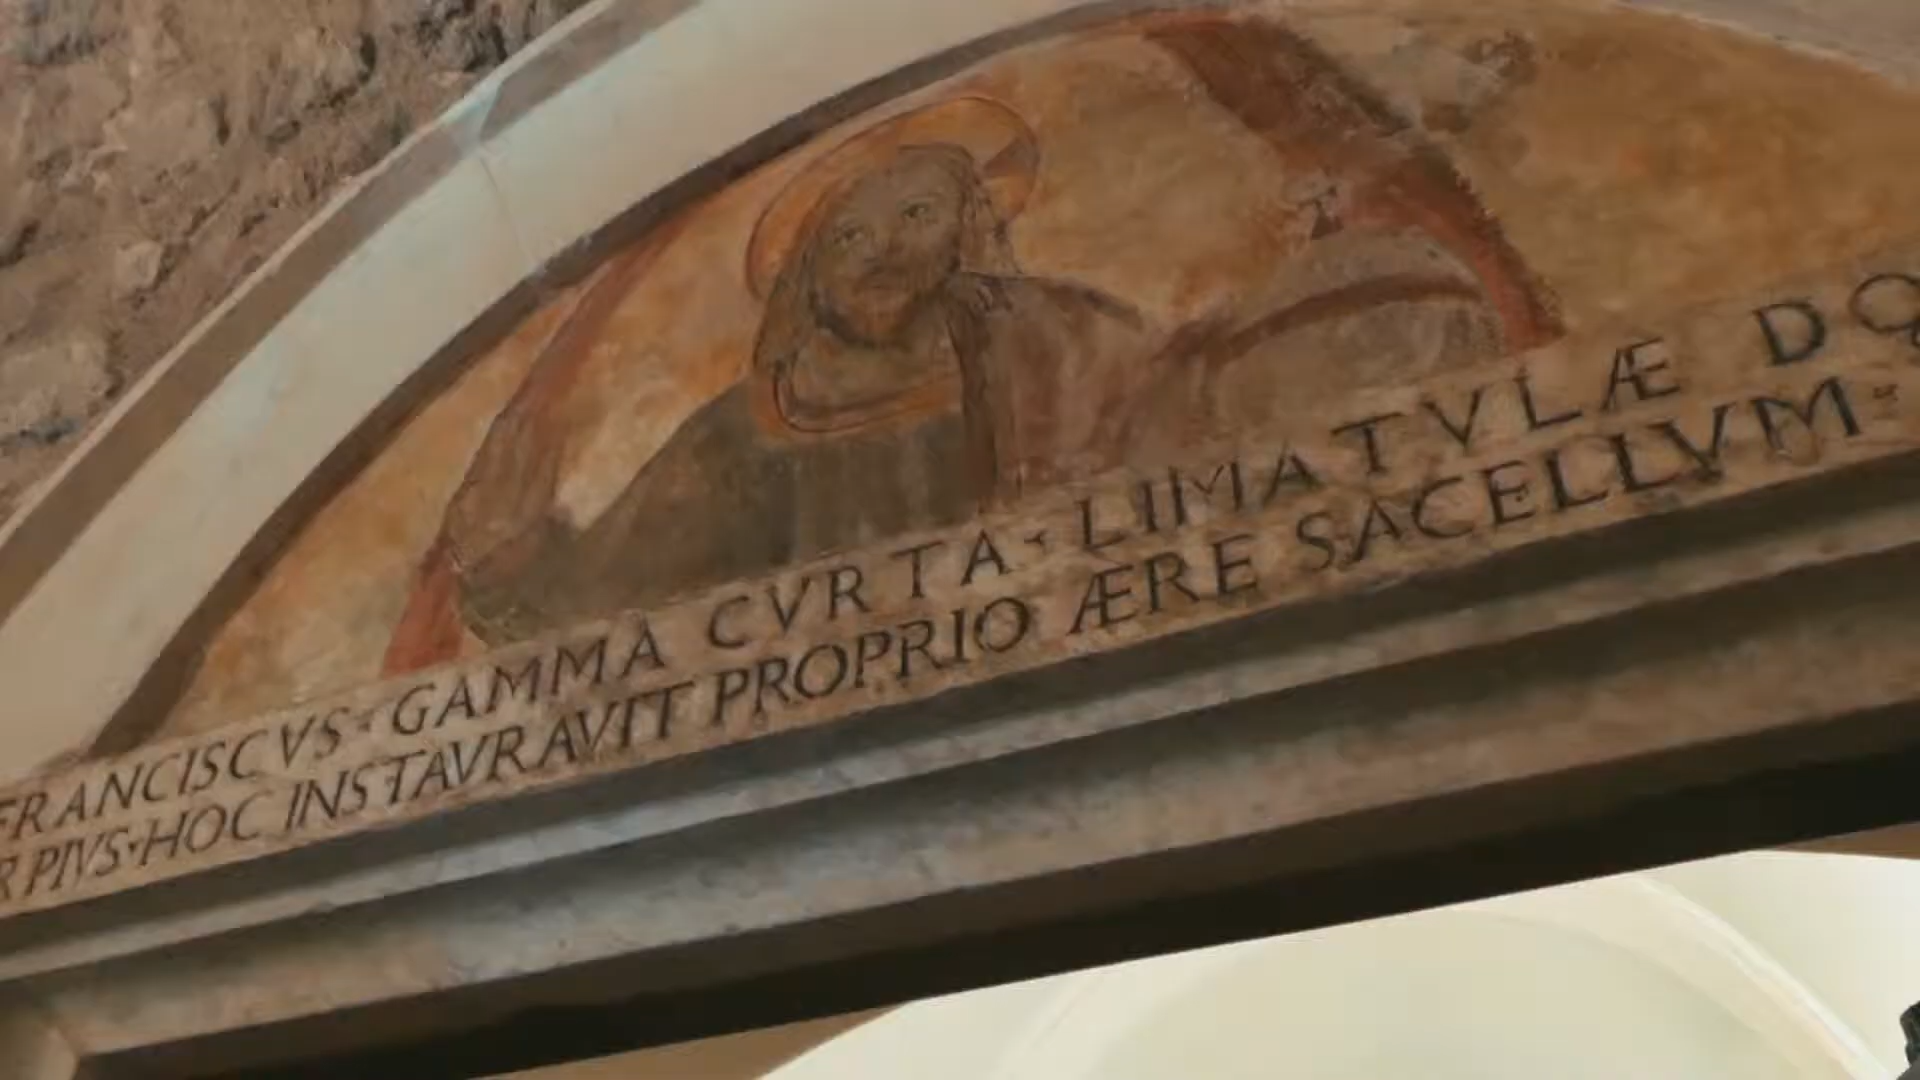 FRANCISCVS · GAMMA CVRTA · LIMATVLÆ DO
R PIVS · HOC INSTAVRAVIT PROPRIO ÆRE SACELLVM ·